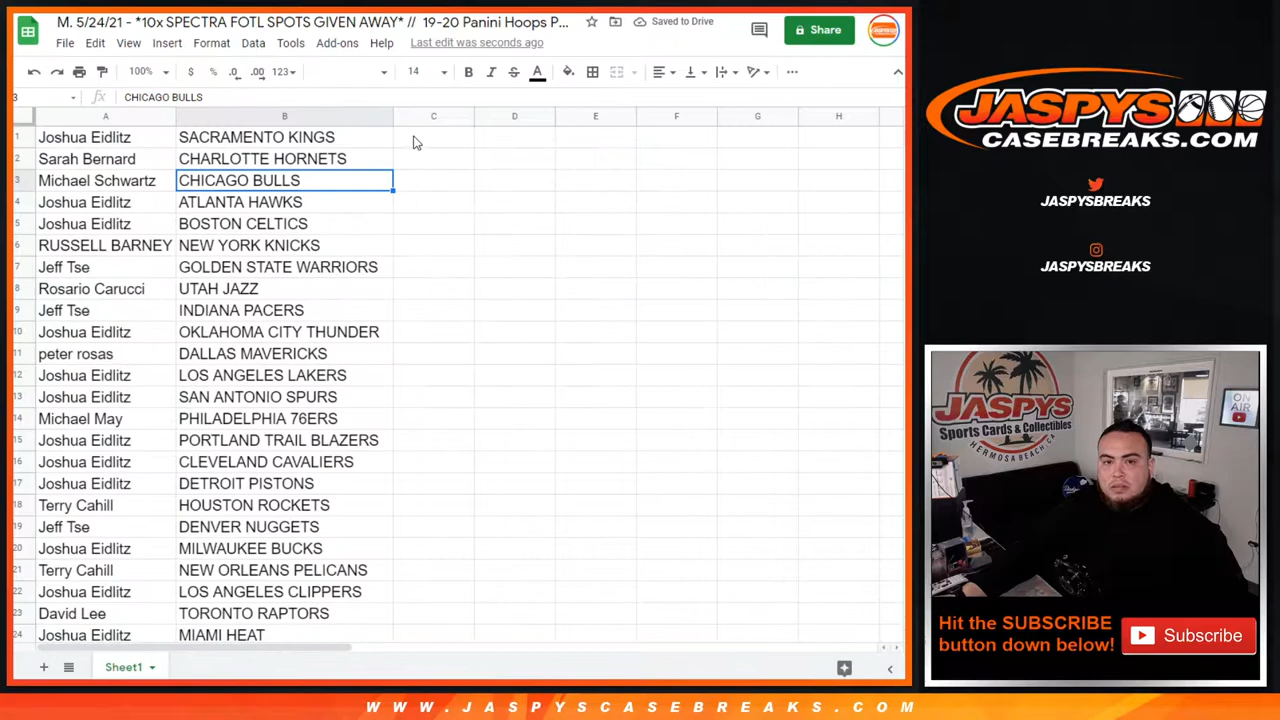 M. 5/24/21 - *10x SPECTRA FOTL SPOTS GIVEN AWAY* // 19-20 Panini Hoops P...
Saved to Drive
Share
File Edit View Insert Format Data Tools Add-ons Help Last edit was seconds ago
100% $ % .0 .00 123 14 B I S A
3 fx CHICAGO BULLS
A B C D E F G H
1 Joshua Eidlitz SACRAMENTO KINGS
2 Sarah Bernard CHARLOTTE HORNETS
3 Michael Schwartz CHICAGO BULLS
4 Joshua Eidlitz ATLANTA HAWKS
5 Joshua Eidlitz BOSTON CELTICS
6 RUSSELL BARNEY NEW YORK KNICKS
7 Jeff Tse GOLDEN STATE WARRIORS
8 Rosario Carucci UTAH JAZZ
9 Jeff Tse INDIANA PACERS
10 Joshua Eidlitz OKLAHOMA CITY THUNDER
11 peter rosas DALLAS MAVERICKS
12 Joshua Eidlitz LOS ANGELES LAKERS
13 Joshua Eidlitz SAN ANTONIO SPURS
14 Michael May PHILADELPHIA 76ERS
15 Joshua Eidlitz PORTLAND TRAIL BLAZERS
16 Joshua Eidlitz CLEVELAND CAVALIERS
17 Joshua Eidlitz DETROIT PISTONS
18 Terry Cahill HOUSTON ROCKETS
19 Jeff Tse DENVER NUGGETS
20 Joshua Eidlitz MILWAUKEE BUCKS
21 Terry Cahill NEW ORLEANS PELICANS
22 Joshua Eidlitz LOS ANGELES CLIPPERS
23 David Lee TORONTO RAPTORS
24 Joshua Eidlitz MIAMI HEAT
Sheet1
JASPYS
CASEBREAKS.COM
JASPYSBREAKS
JASPYSBREAKS
JASPYS
Sports Cards & Collectibles
HERMOSA BEACH, CA
ON
AIR
Hit the SUBSCRIBE
button down below!
Subscribe
WWW.JASPYSCASEBREAKS.COM